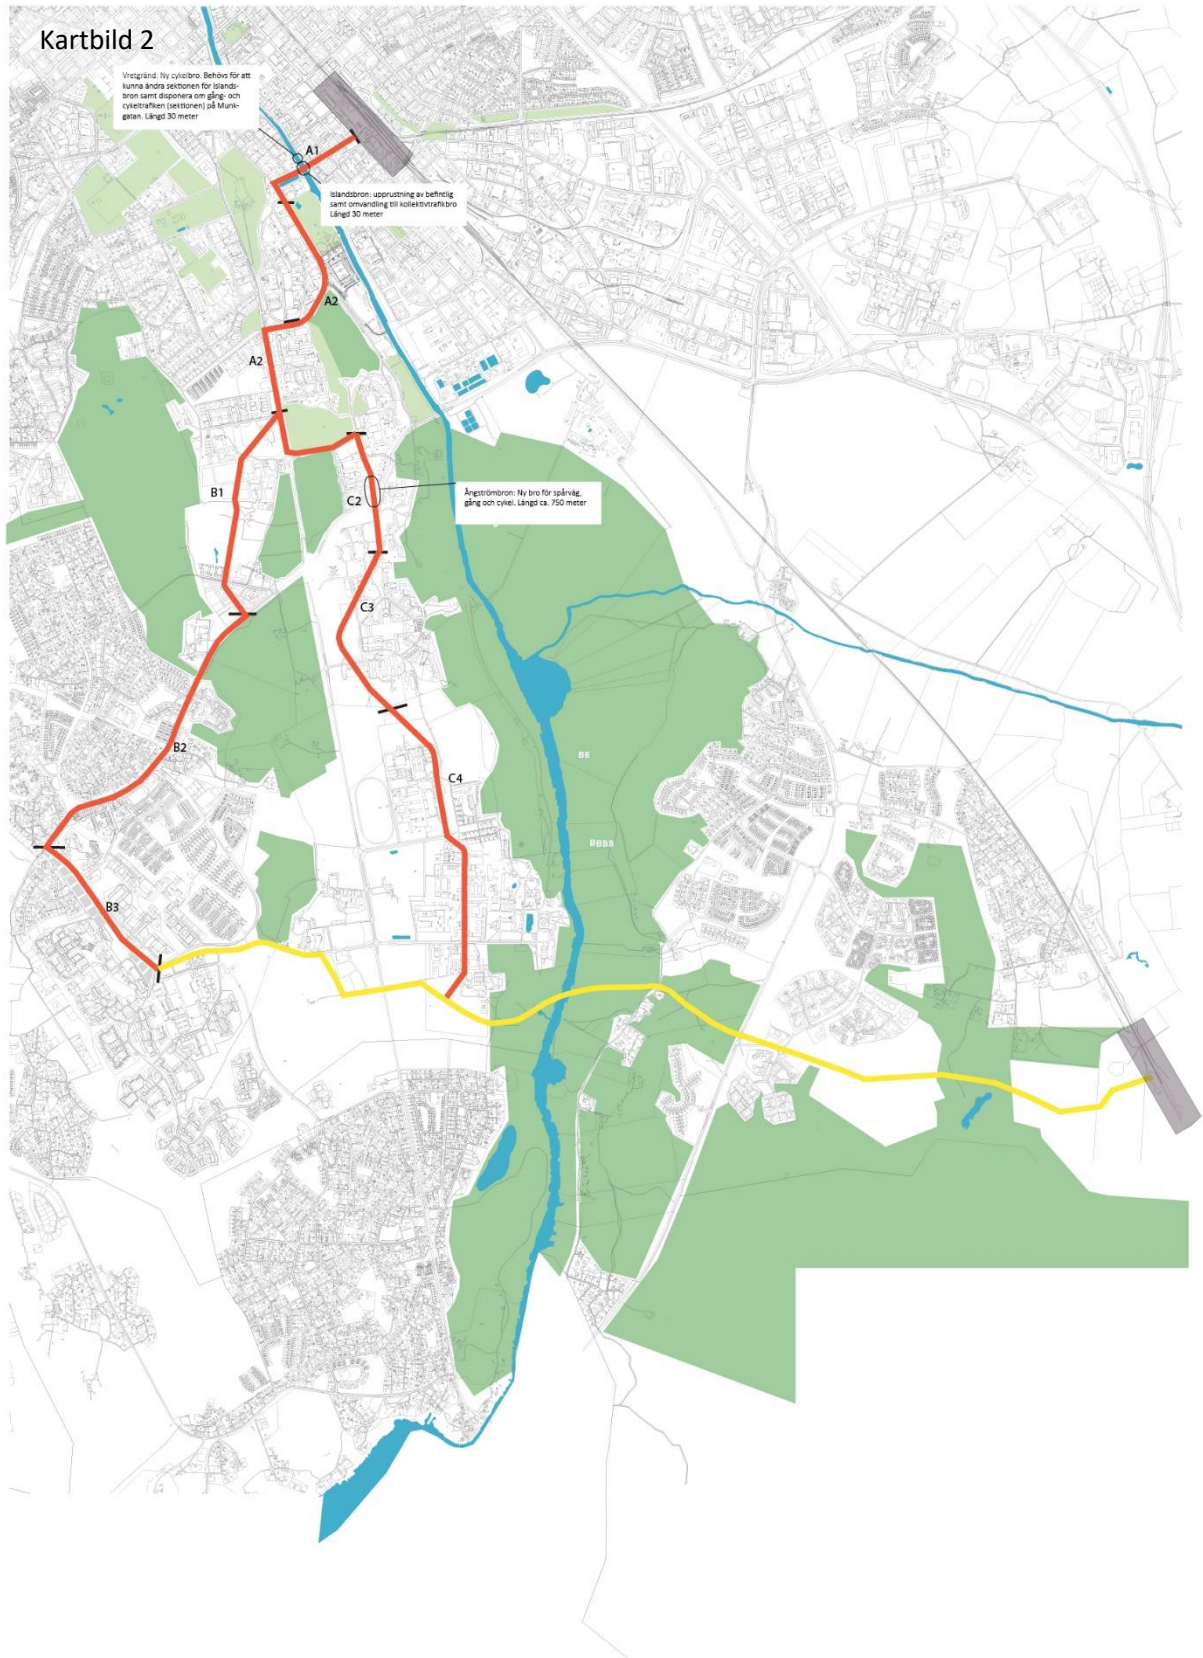 Kartbild 2
Vretgränd: Ny cykelbro. Behövs för att
kunna ändra sektionen för Islands-
bron samt disponera om gång- och
cykeltrafiken (sektionen) på Munk-
gatan. Längd 30 meter
A1
Islandsbron: upprustning av befintlig
samt omvandling till kollektivtrafikbro
Längd 30 meter
A2
A2
B1
C2
Ångströmbron: Ny bro för spårväg,
gång och cykel. Längd ca. 750 meter
C3
B2
BB
C4
BBBB
B3